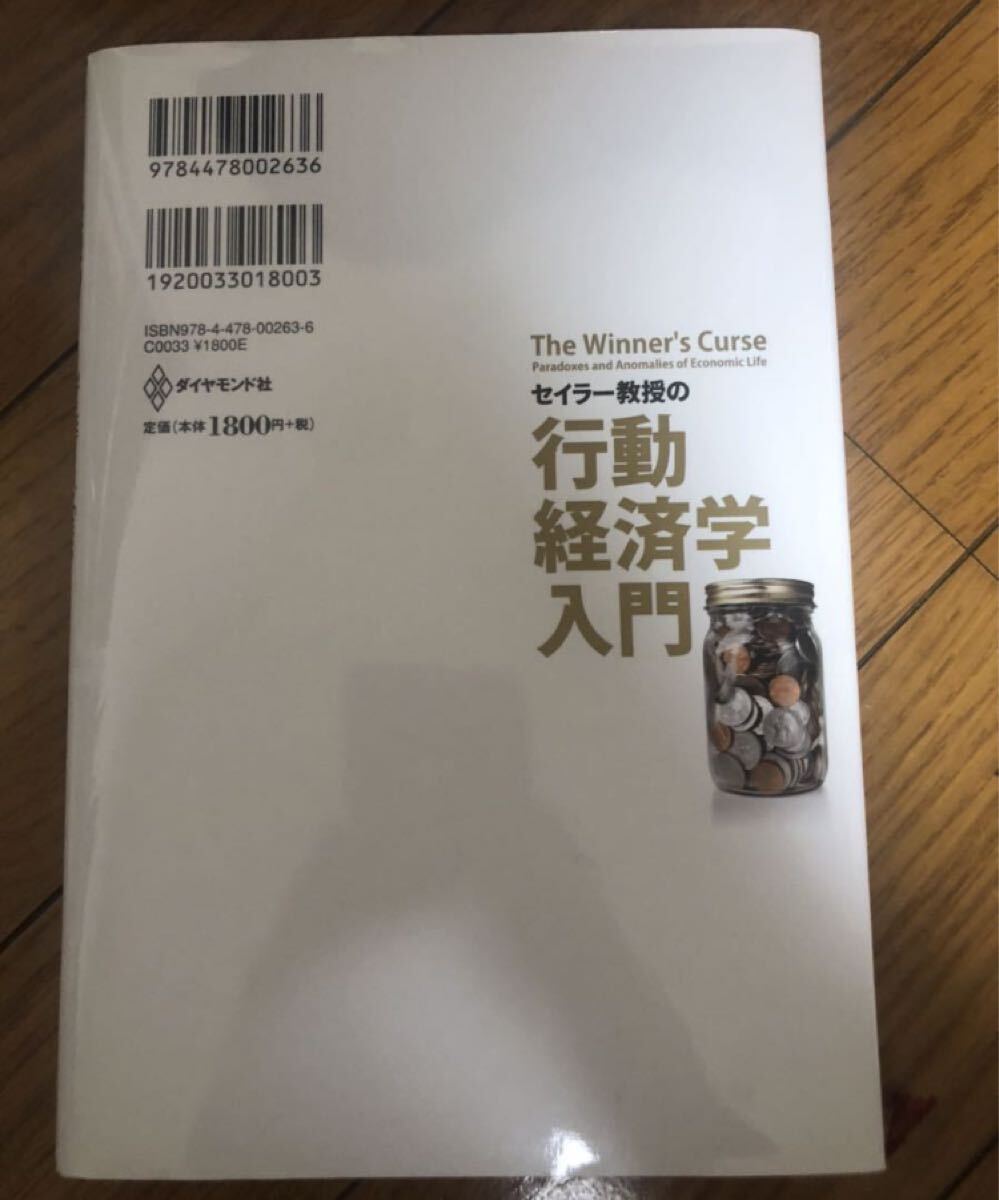 9784478002636
1920033018003
ISBN978-4-478-00263-6
C0033 ¥1800E
ダイヤモンド社
定価(本体1800円+税)
The Winner's Curse
Paradoxes and Anomalies of Economic Life
セイラー教授の
行動
経済学
入門